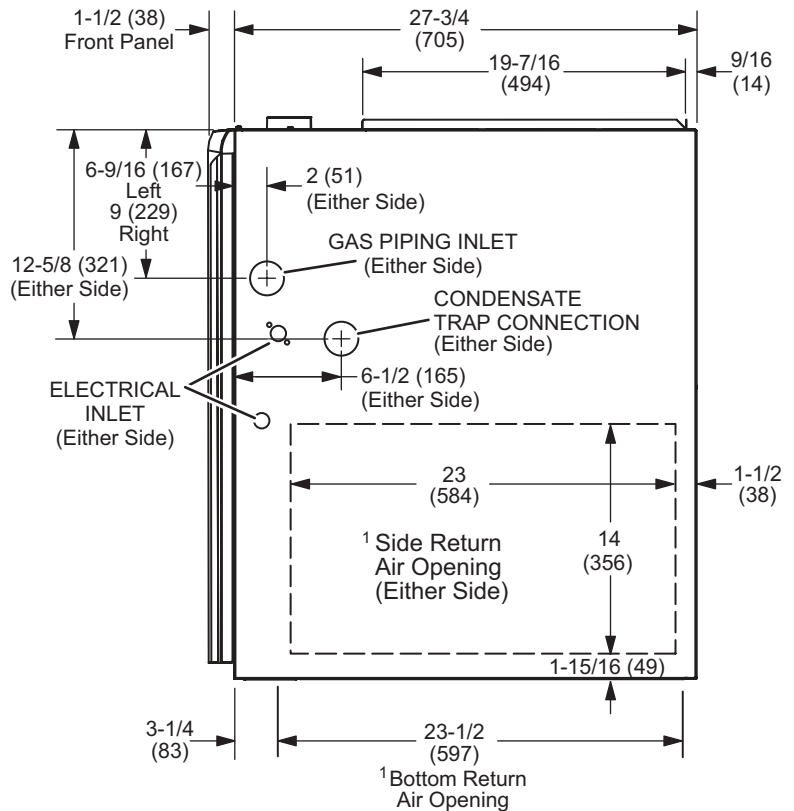 1-1/2 (38)
Front Panel
27-3/4
(705)
19-7/16
(494)
9/16
(14)
6-9/16 (167)
Left
9 (229)
Right
2 (51)
(Either Side)
12-5/8 (321)
(Either Side)
GAS PIPING INLET
(Either Side)
CONDENSATE
TRAP CONNECTION
(Either Side)
6-1/2 (165)
(Either Side)
ELECTRICAL
INLET
(Either Side)
23
(584)
1-1/2
(38)
14
(356)
1 Side Return
Air Opening
(Either Side)
1-15/16 (49)
3-1/4
(83)
23-1/2
(597)
1 Bottom Return
Air Opening